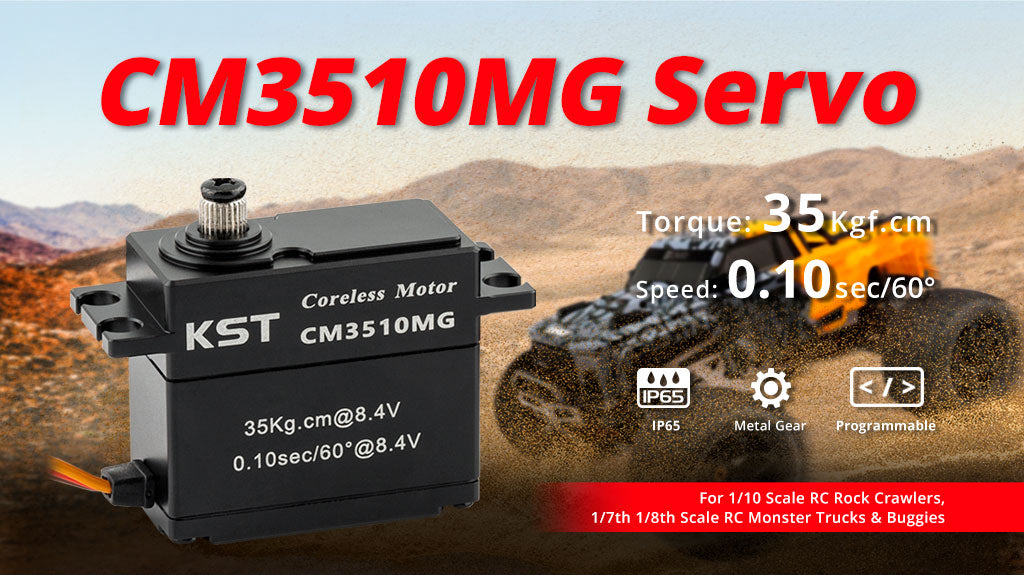 CM3510MG Servo
Torque: 35Kgf.cm
Speed: 0.10sec/60°
Coreless Motor
KST CM3510MG
35Kg.cm@8.4V
0.10sec/60°@8.4V
IP65
IP65 Metal Gear Programmable
For 1/10 Scale RC Rock Crawlers,
1/7th 1/8th Scale RC Monster Trucks & Buggies